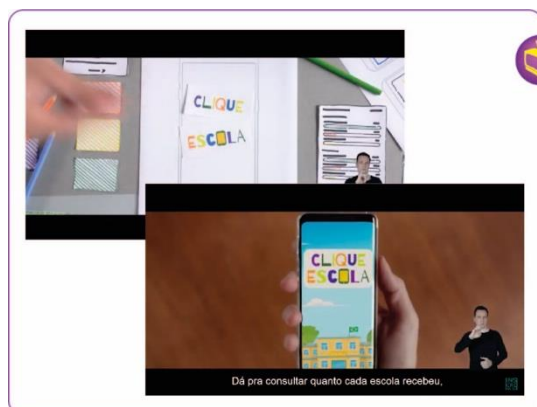 CLIQUE
ESCOLA
CLIQUE
ESCOLA
Dá pra consultar quanto cada escola recebeu,